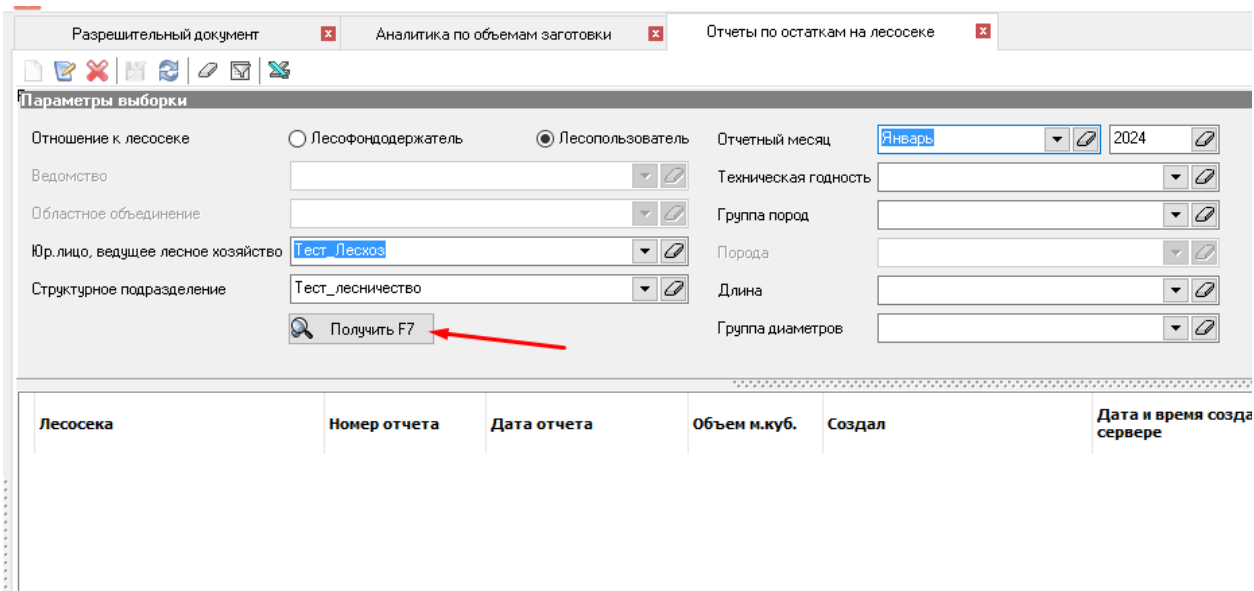 Разрешительный документ
Аналитика по объемам заготовки
Отчеты по остаткам на лесосеке
Параметры выборки
Отношение к лесосеке Лесофондодержатель Лесопользователь Отчетный месяц Январь 2024
Ведомство Техническая годность
Областное объединение Группа пород
Юр.лицо, ведущее лесное хозяйство Тест_Лесхоз Порода
Структурное подразделение Тест_лесничество Длина
Получить F7 Группа диаметров
Лесосека Номер отчета Дата отчета Объем м.куб. Создал Дата и время созда
сервере